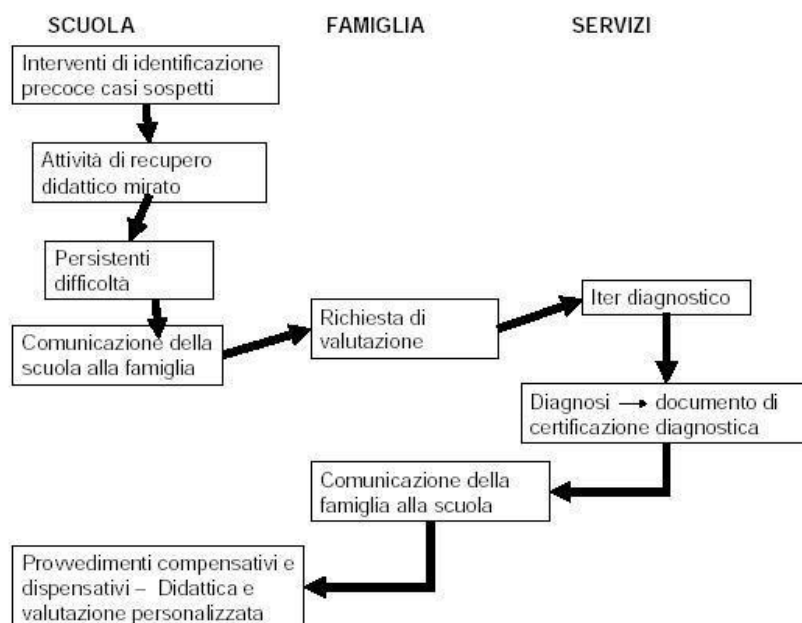 SCUOLA FAMIGLIA SERVIZI
Interventi di identificazione
precoce casi sospetti
Attività di recupero
didattico mirato
Persistenti
difficoltà
Comunicazione della
scuola alla famiglia
Richiesta di
valutazione
Iter diagnostico
Diagnosi → documento di
certificazione diagnostica
Comunicazione della
famiglia alla scuola
Provvedimenti compensativi e
dispensativi – Didattica e
valutazione personalizzata